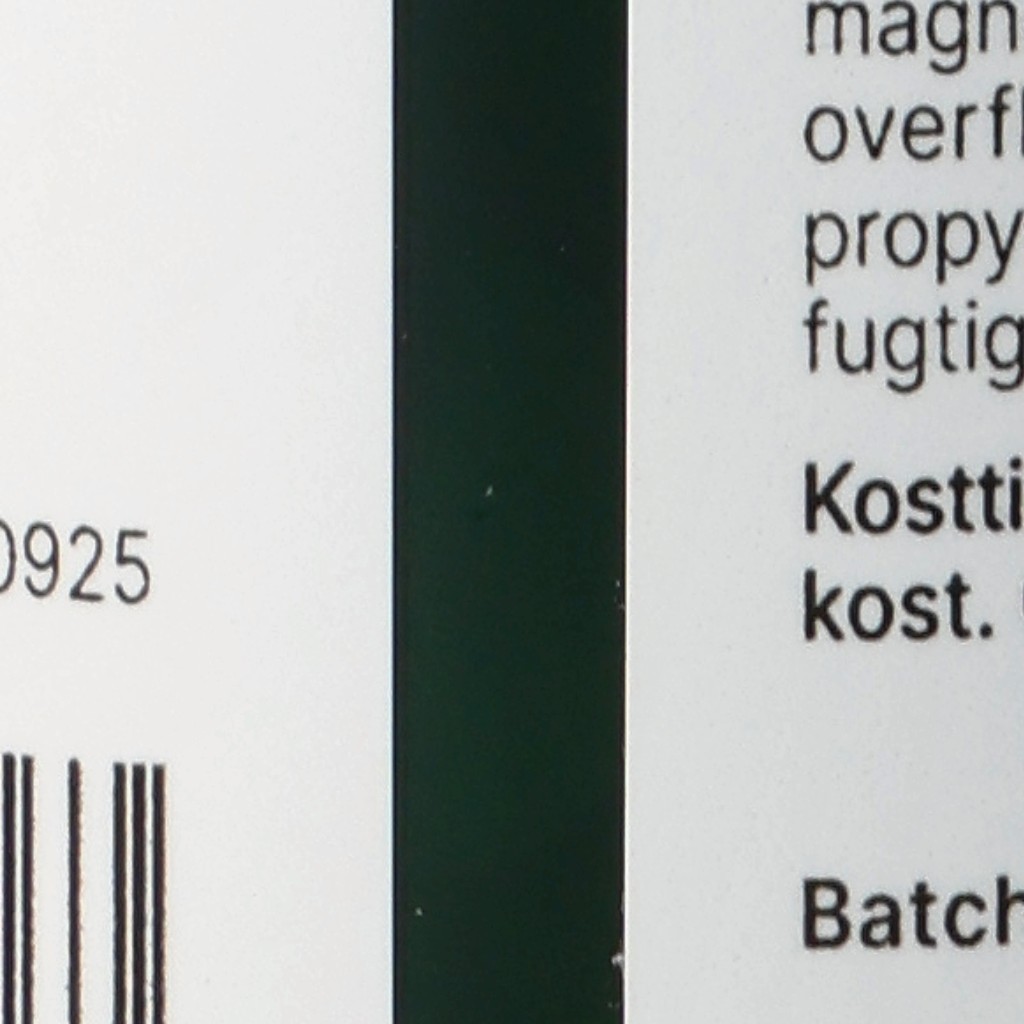 0925
magn
overfl
propy
fugtig
Kostti
kost.
Batch